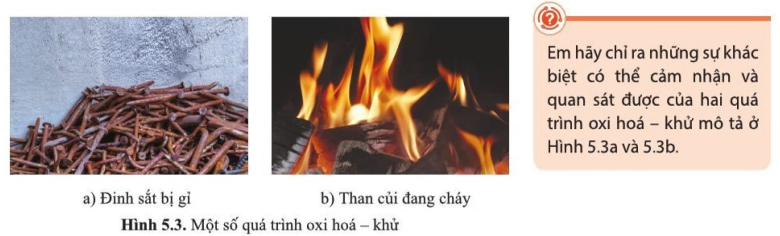 a) Đinh sắt bị gỉ
b) Than củi đang cháy
Hình 5.3. Một số quá trình oxi hoá – khử
?
Em hãy chỉ ra những sự khác
biệt có thể cảm nhận và
quan sát được của hai quá
trình oxi hoá – khử mô tả ở
Hình 5.3a và 5.3b.